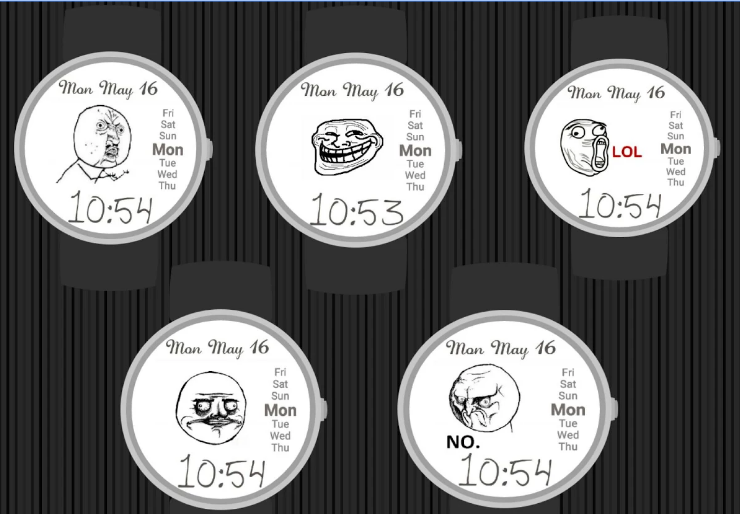 Mon May 16
Fri
Sat
Sun
Mon
Tue
Wed
Thu
10:54
Mon May 16
Fri
Sat
Sun
Mon
Tue
Wed
Thu
10:53
Mon May 16
Fri
Sat
Sun
Mon
Tue
Wed
Thu
LOL
10:54
Mon May 16
Fri
Sat
Sun
Mon
Tue
Wed
Thu
10:54
Mon May 16
Fri
Sat
Sun
Mon
Tue
Wed
Thu
NO.
10:54